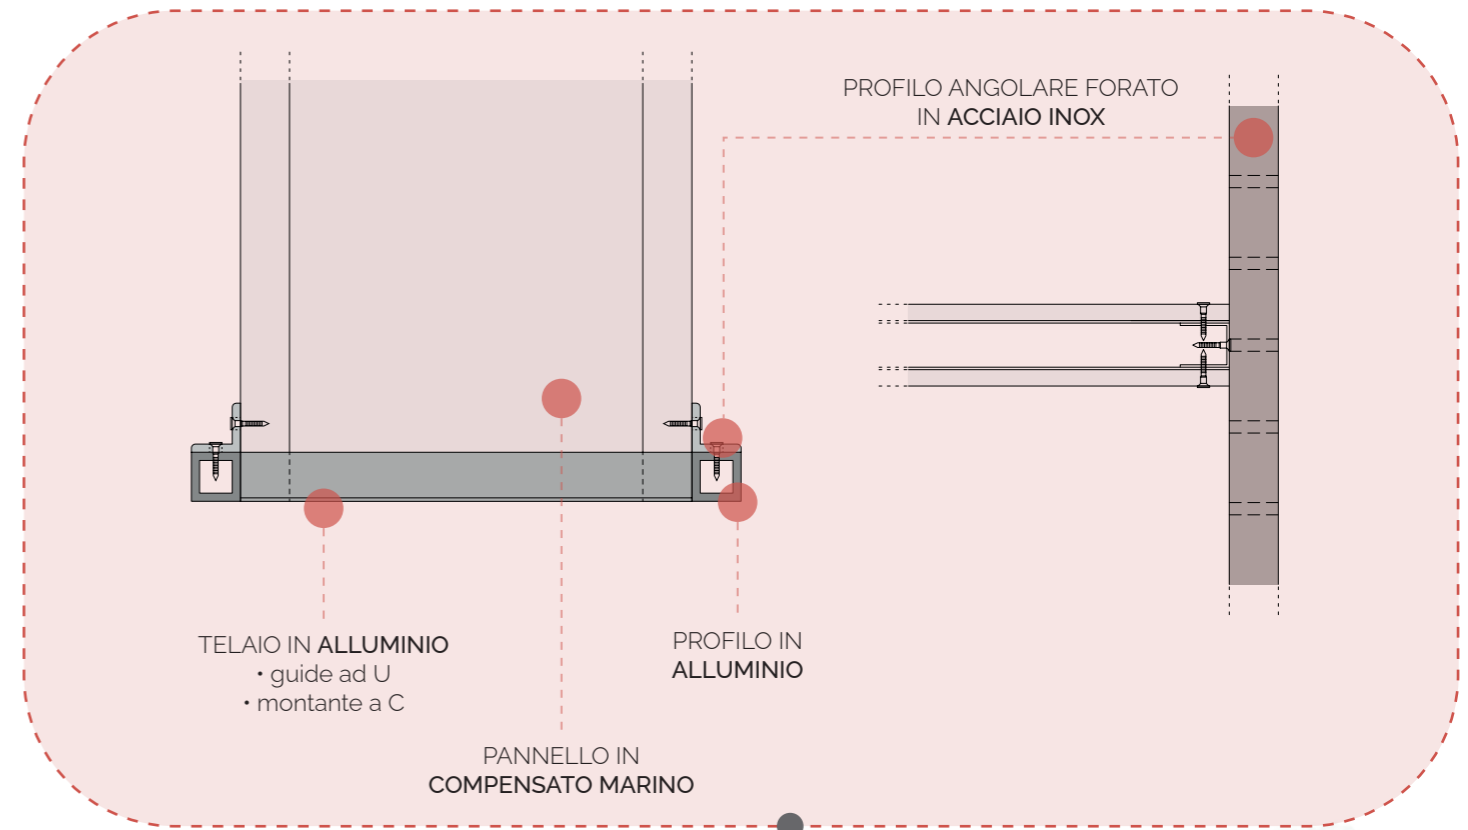 PROFILO ANGOLARE FORATO
IN ACCIAIO INOX
TELAIO IN ALLUMINIO
• guide ad U
• montante a C
PROFILO IN
ALLUMINIO
PANNELLO IN
COMPENSATO MARINO